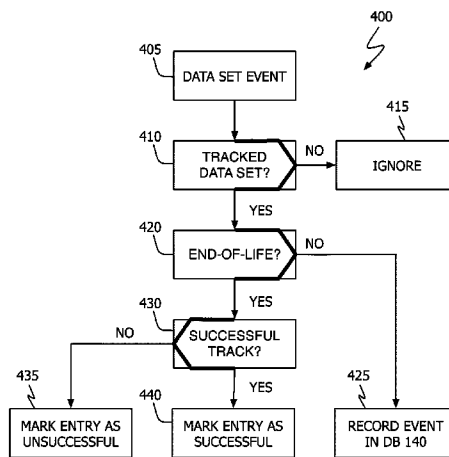 400
405
DATA SET EVENT
410
TRACKED
DATA SET?
NO
415
IGNORE
YES
420
END-OF-LIFE?
NO
YES
430
SUCCESSFUL
TRACK?
NO
YES
435
MARK ENTRY AS
UNSUCCESSFUL
440
MARK ENTRY AS
SUCCESSFUL
425
RECORD EVENT
IN DB 140